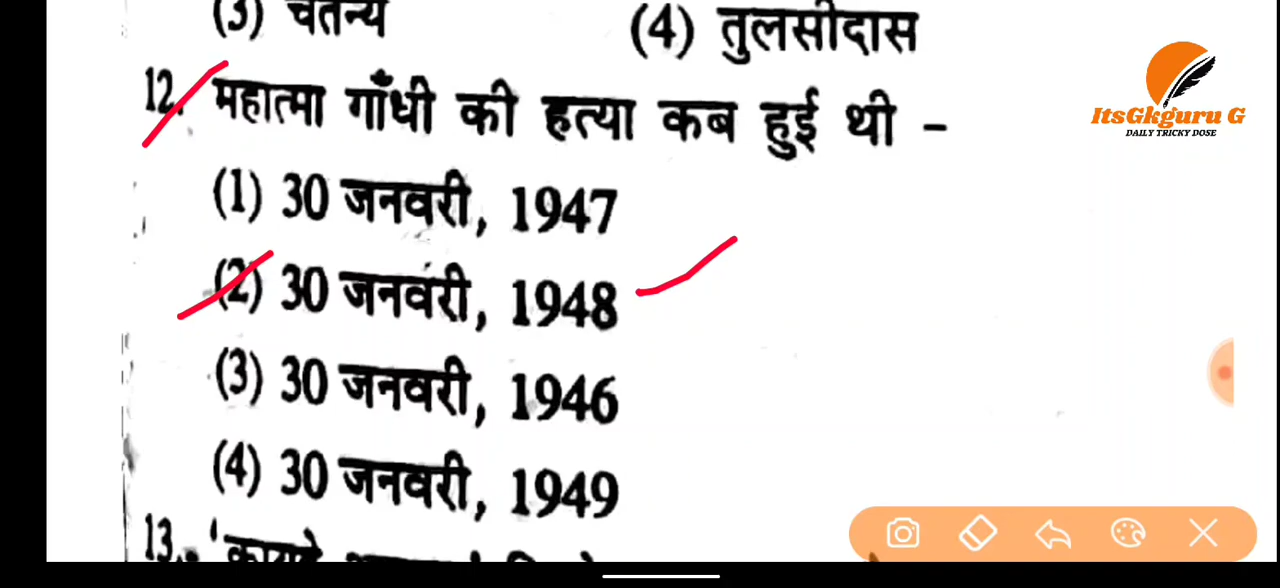 (3) चैतन्य
(4) तुलसीदास
12. महात्मा गाँधी की हत्या कब हुई थी -
(1) 30 जनवरी, 1947
(2) 30 जनवरी, 1948
(3) 30 जनवरी, 1946
(4) 30 जनवरी, 1949
13.
ItsGkguru G
DAILY TRICKY DOSE